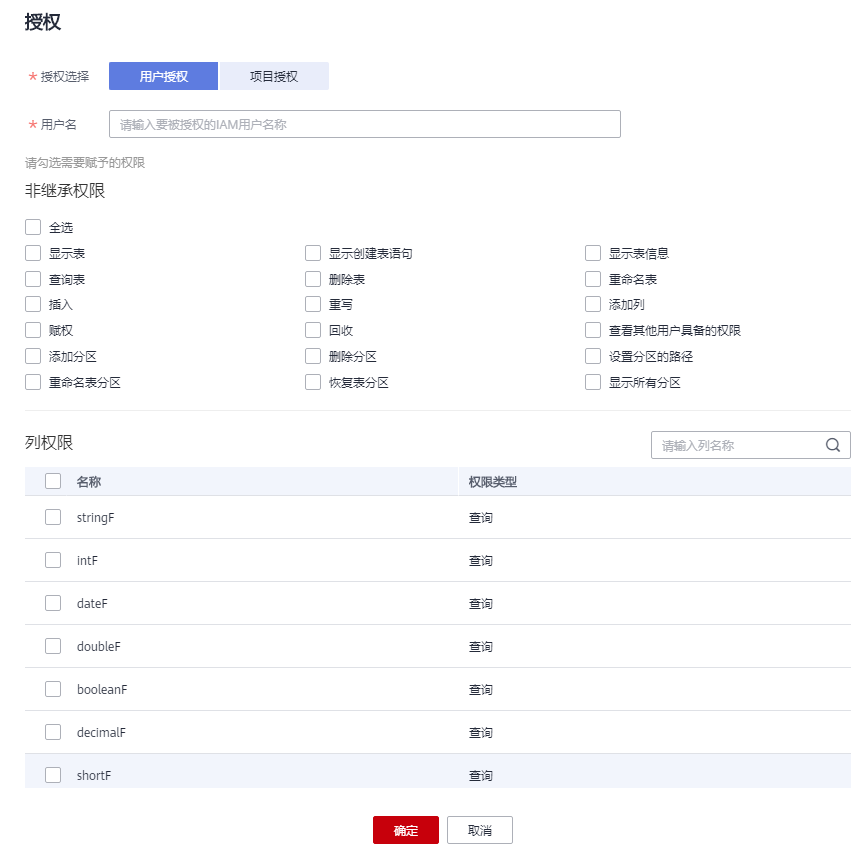 授权
* 授权选择 用户授权 项目授权
* 用户名 请输入要被授权的IAM用户名称
请勾选需要赋予的权限
非继承权限
全选
显示表 显示创建表语句 显示表信息
查询表 删除表 重命名表
插入 重写 添加列
赋权 回收 查看其他用户具备的权限
添加分区 删除分区 设置分区的路径
重命名表分区 恢复表分区 显示所有分区
列权限 请输入列名称
名称 权限类型
stringF 查询
intF 查询
dateF 查询
doubleF 查询
booleanF 查询
decimalF 查询
shortF 查询
确定 取消